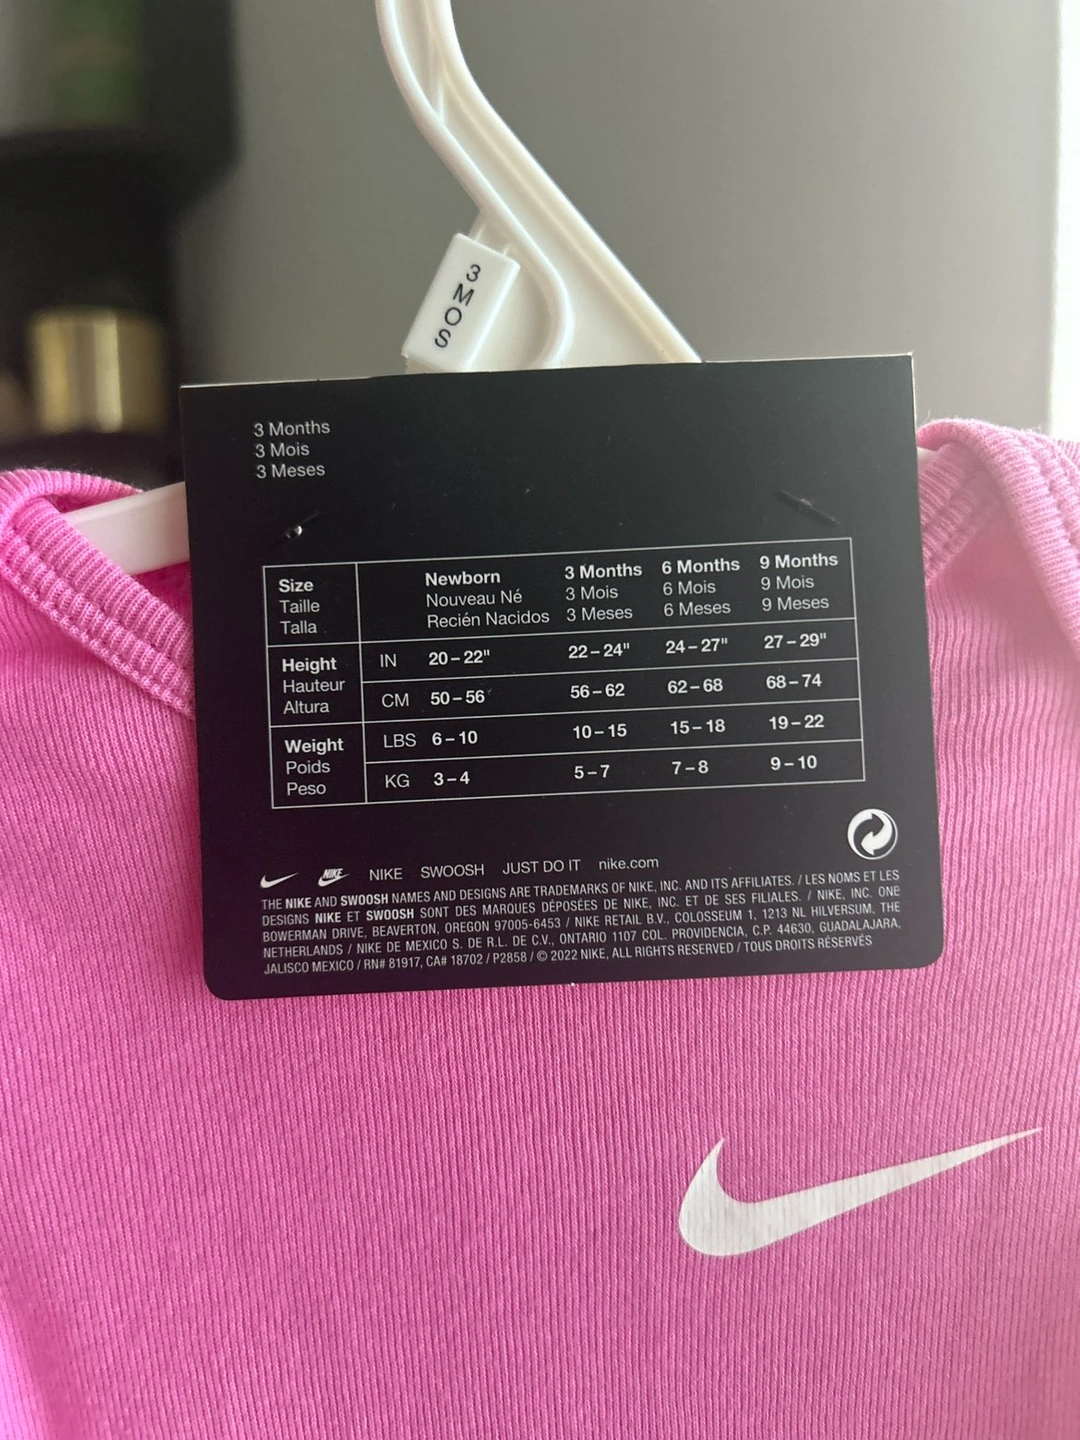 3 MOS
3 Months
3 Mois
3 Meses
Size Newborn 3 Months 6 Months 9 Months
Taille Nouveau Né 3 Mois 6 Mois 9 Mois
Talla Recién Nacidos 3 Meses 6 Meses 9 Meses
Height IN 20–22" 22–24" 24–27" 27–29"
Hauteur
Altura CM 50–56 56–62 62–68 68–74
Weight LBS 6–10 10–15 15–18 19–22
Poids
Peso KG 3–4 5–7 7–8 9–10
NIKE NIKE SWOOSH JUST DO IT nike.com
THE NIKE AND SWOOSH NAMES AND DESIGNS ARE TRADEMARKS OF NIKE, INC. AND ITS AFFILIATES. / LES NOMS ET LES
DESIGNS NIKE ET SWOOSH SONT DES MARQUES DÉPOSÉES DE NIKE, INC. ET DE SES FILIALES. / NIKE, INC. ONE
BOWERMAN DRIVE, BEAVERTON, OREGON 97005-6453 / NIKE RETAIL B.V., COLOSSEUM 1, 1213 NL HILVERSUM, THE
NETHERLANDS / NIKE DE MEXICO S. DE R.L. DE C.V., ONTARIO 1107 COL. PROVIDENCIA, C.P. 44630, GUADALAJARA,
JALISCO MEXICO / RN# 81917, CA# 18702 / P2858 / © 2022 NIKE, ALL RIGHTS RESERVED / TOUS DROITS RÉSERVÉS